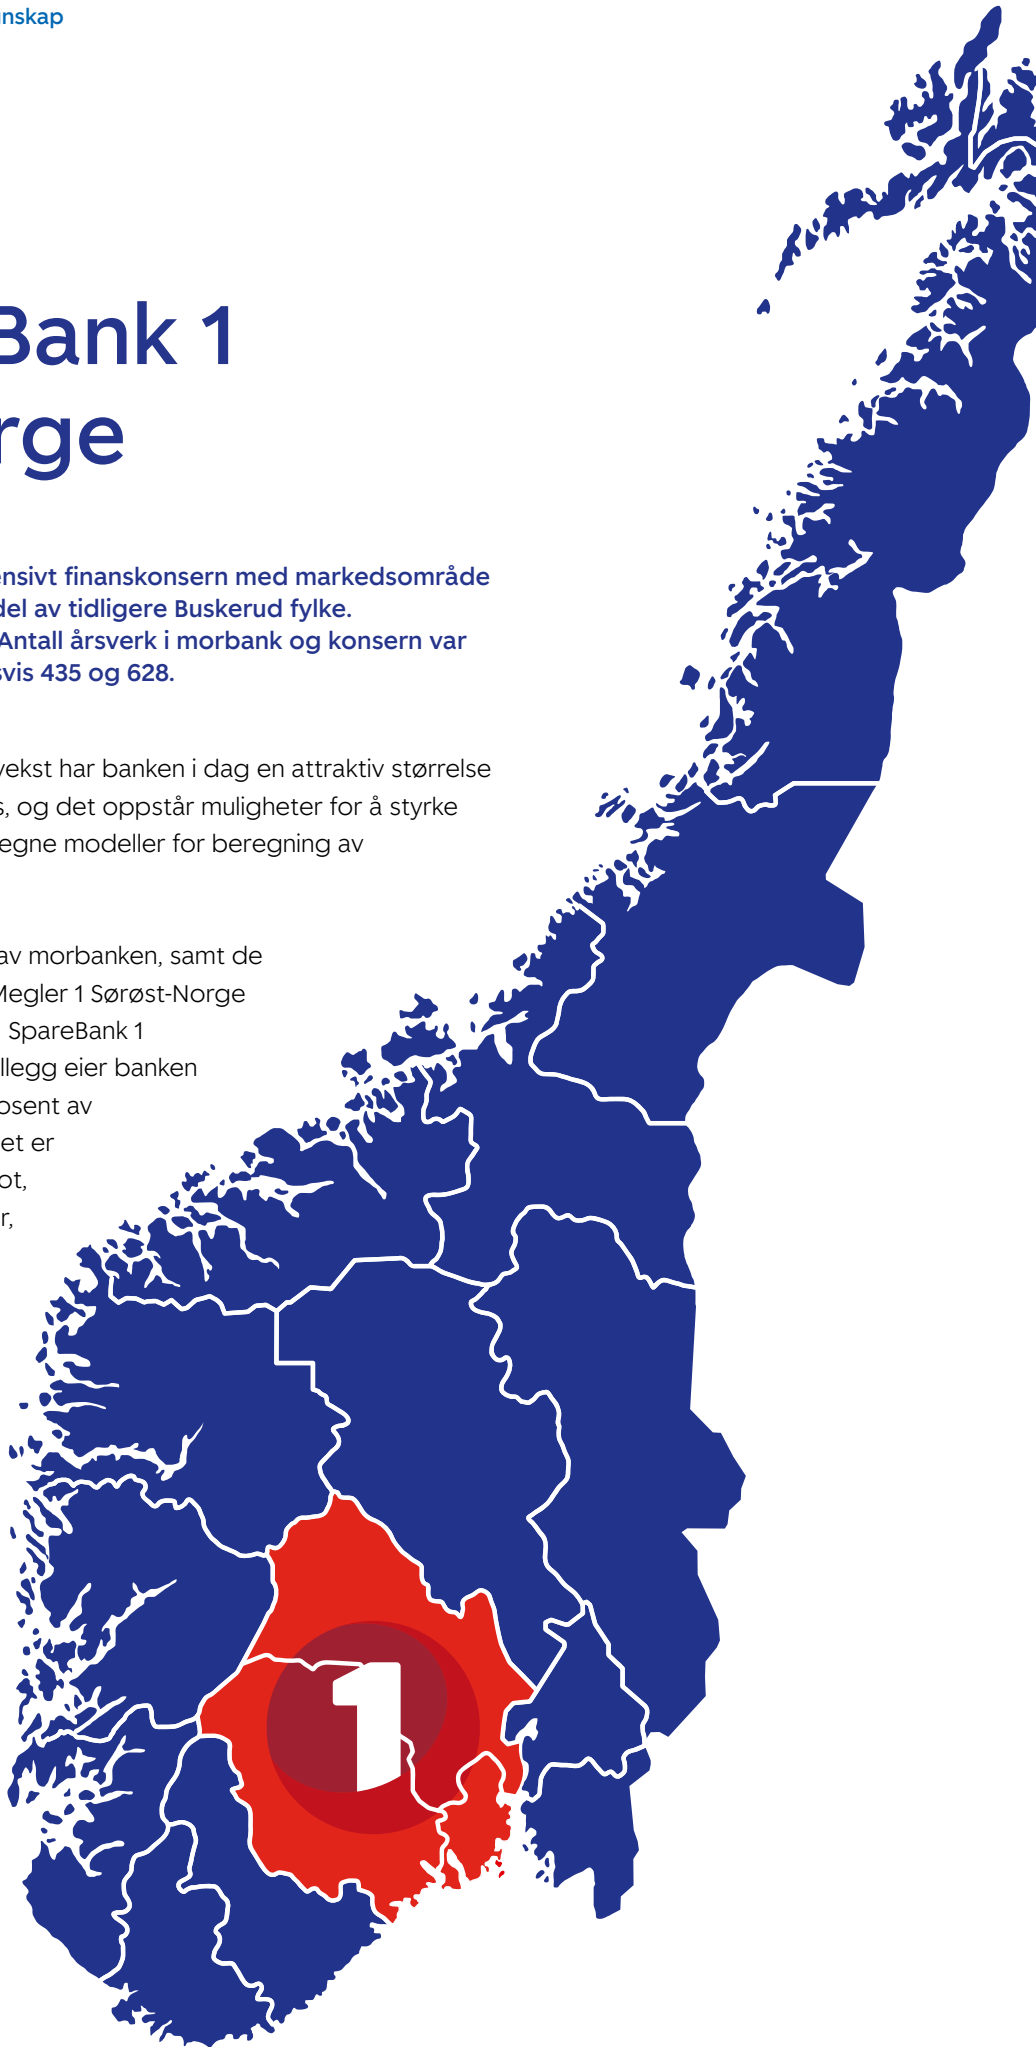 nskap
Bank 1
rge
ensivt finanskonsern med markedsområde
del av tidligere Buskerud fylke.
Antall årsverk i morbank og konsern var
svis 435 og 628.
vekst har banken i dag en attraktiv størrelse
s, og det oppstår muligheter for å styrke
egne modeller for beregning av
av morbanken, samt de
Megler 1 Sørøst-Norge
SpareBank 1
llegg eier banken
osent av
et er
ot,
r,
1